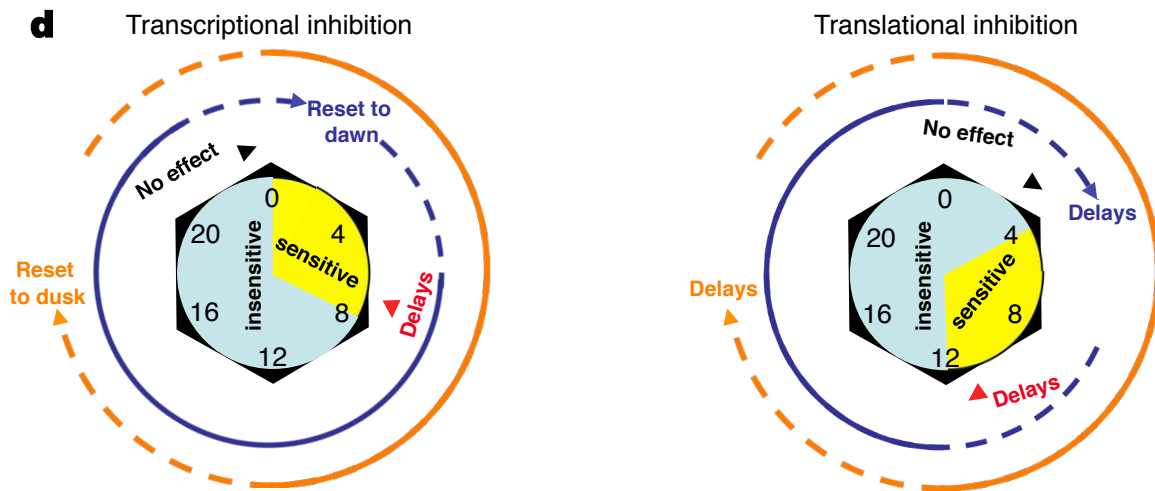 d
Transcriptional inhibition
Reset to
dawn
No effect
0
4
8
12
16
20
insensitive
sensitive
Delays
Reset
to dusk
Translational inhibition
No effect
Delays
0
4
8
12
16
20
insensitive
sensitive
Delays
Delays